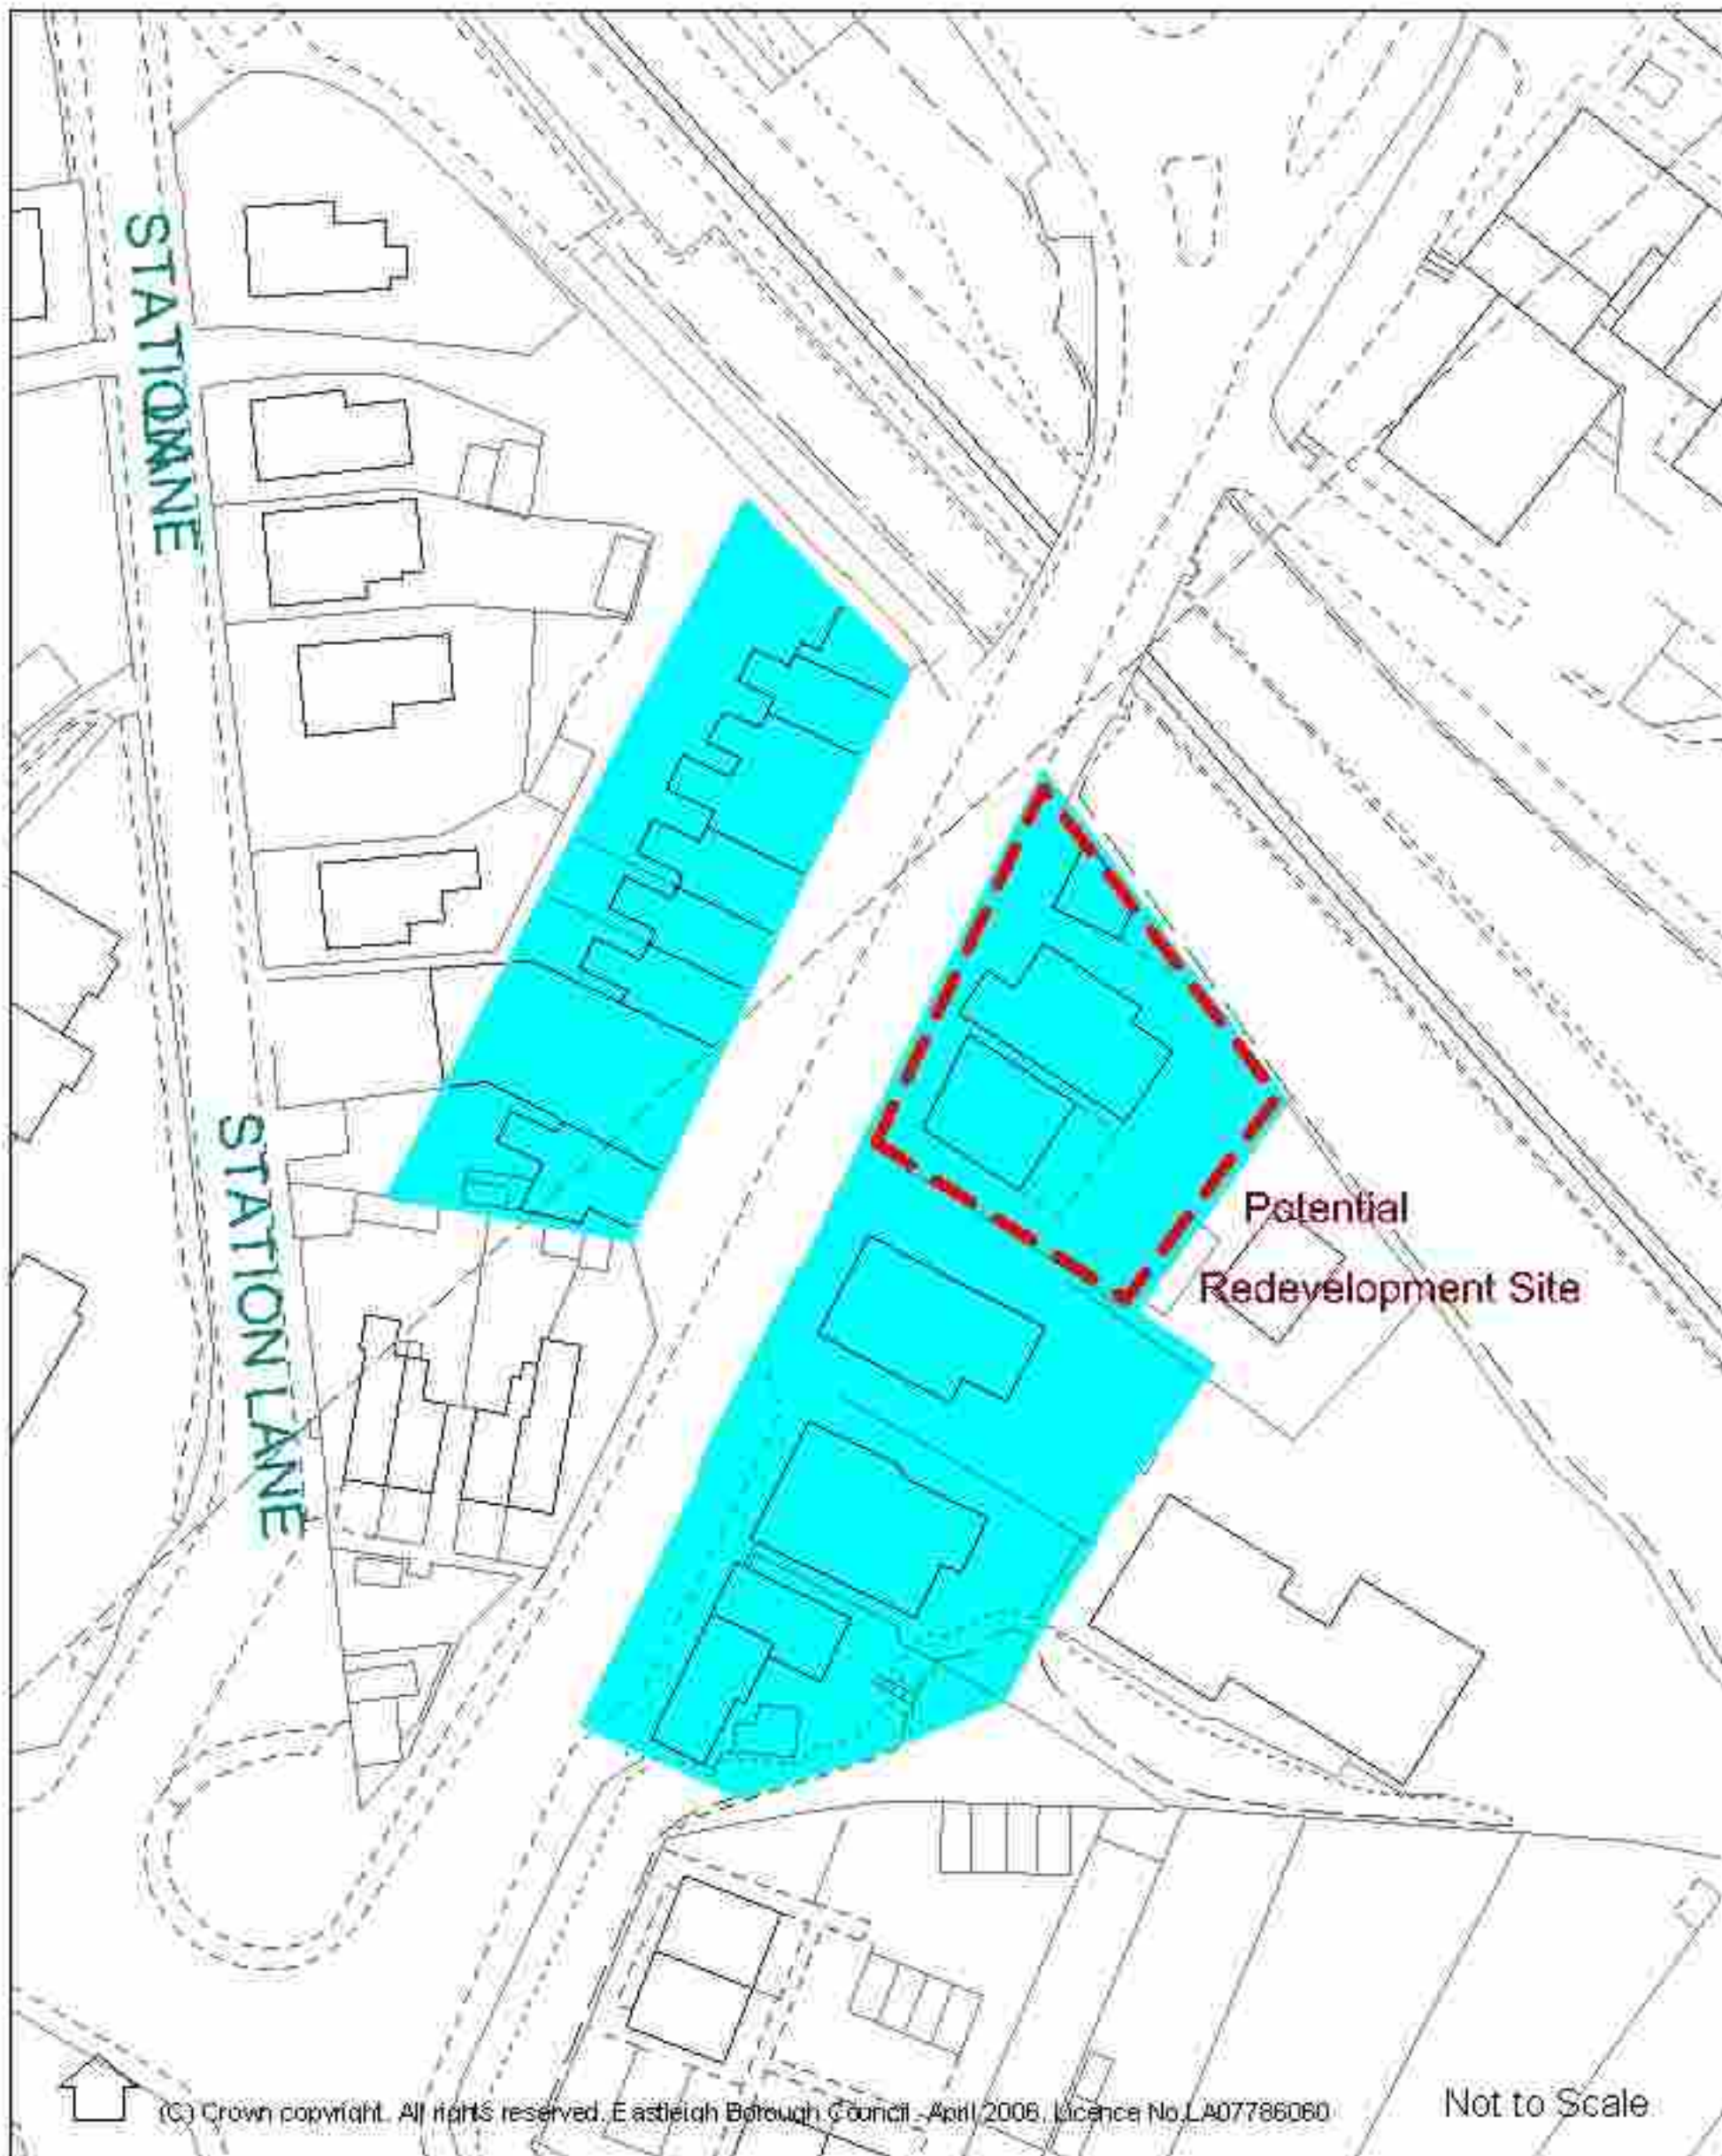 STATION LANE
STATION LANE
Potential
Redevelopment Site
(C) Crown copyright. All rights reserved. Eastleigh Borough Council - April 2006. Licence No.LA07786060
Not to Scale